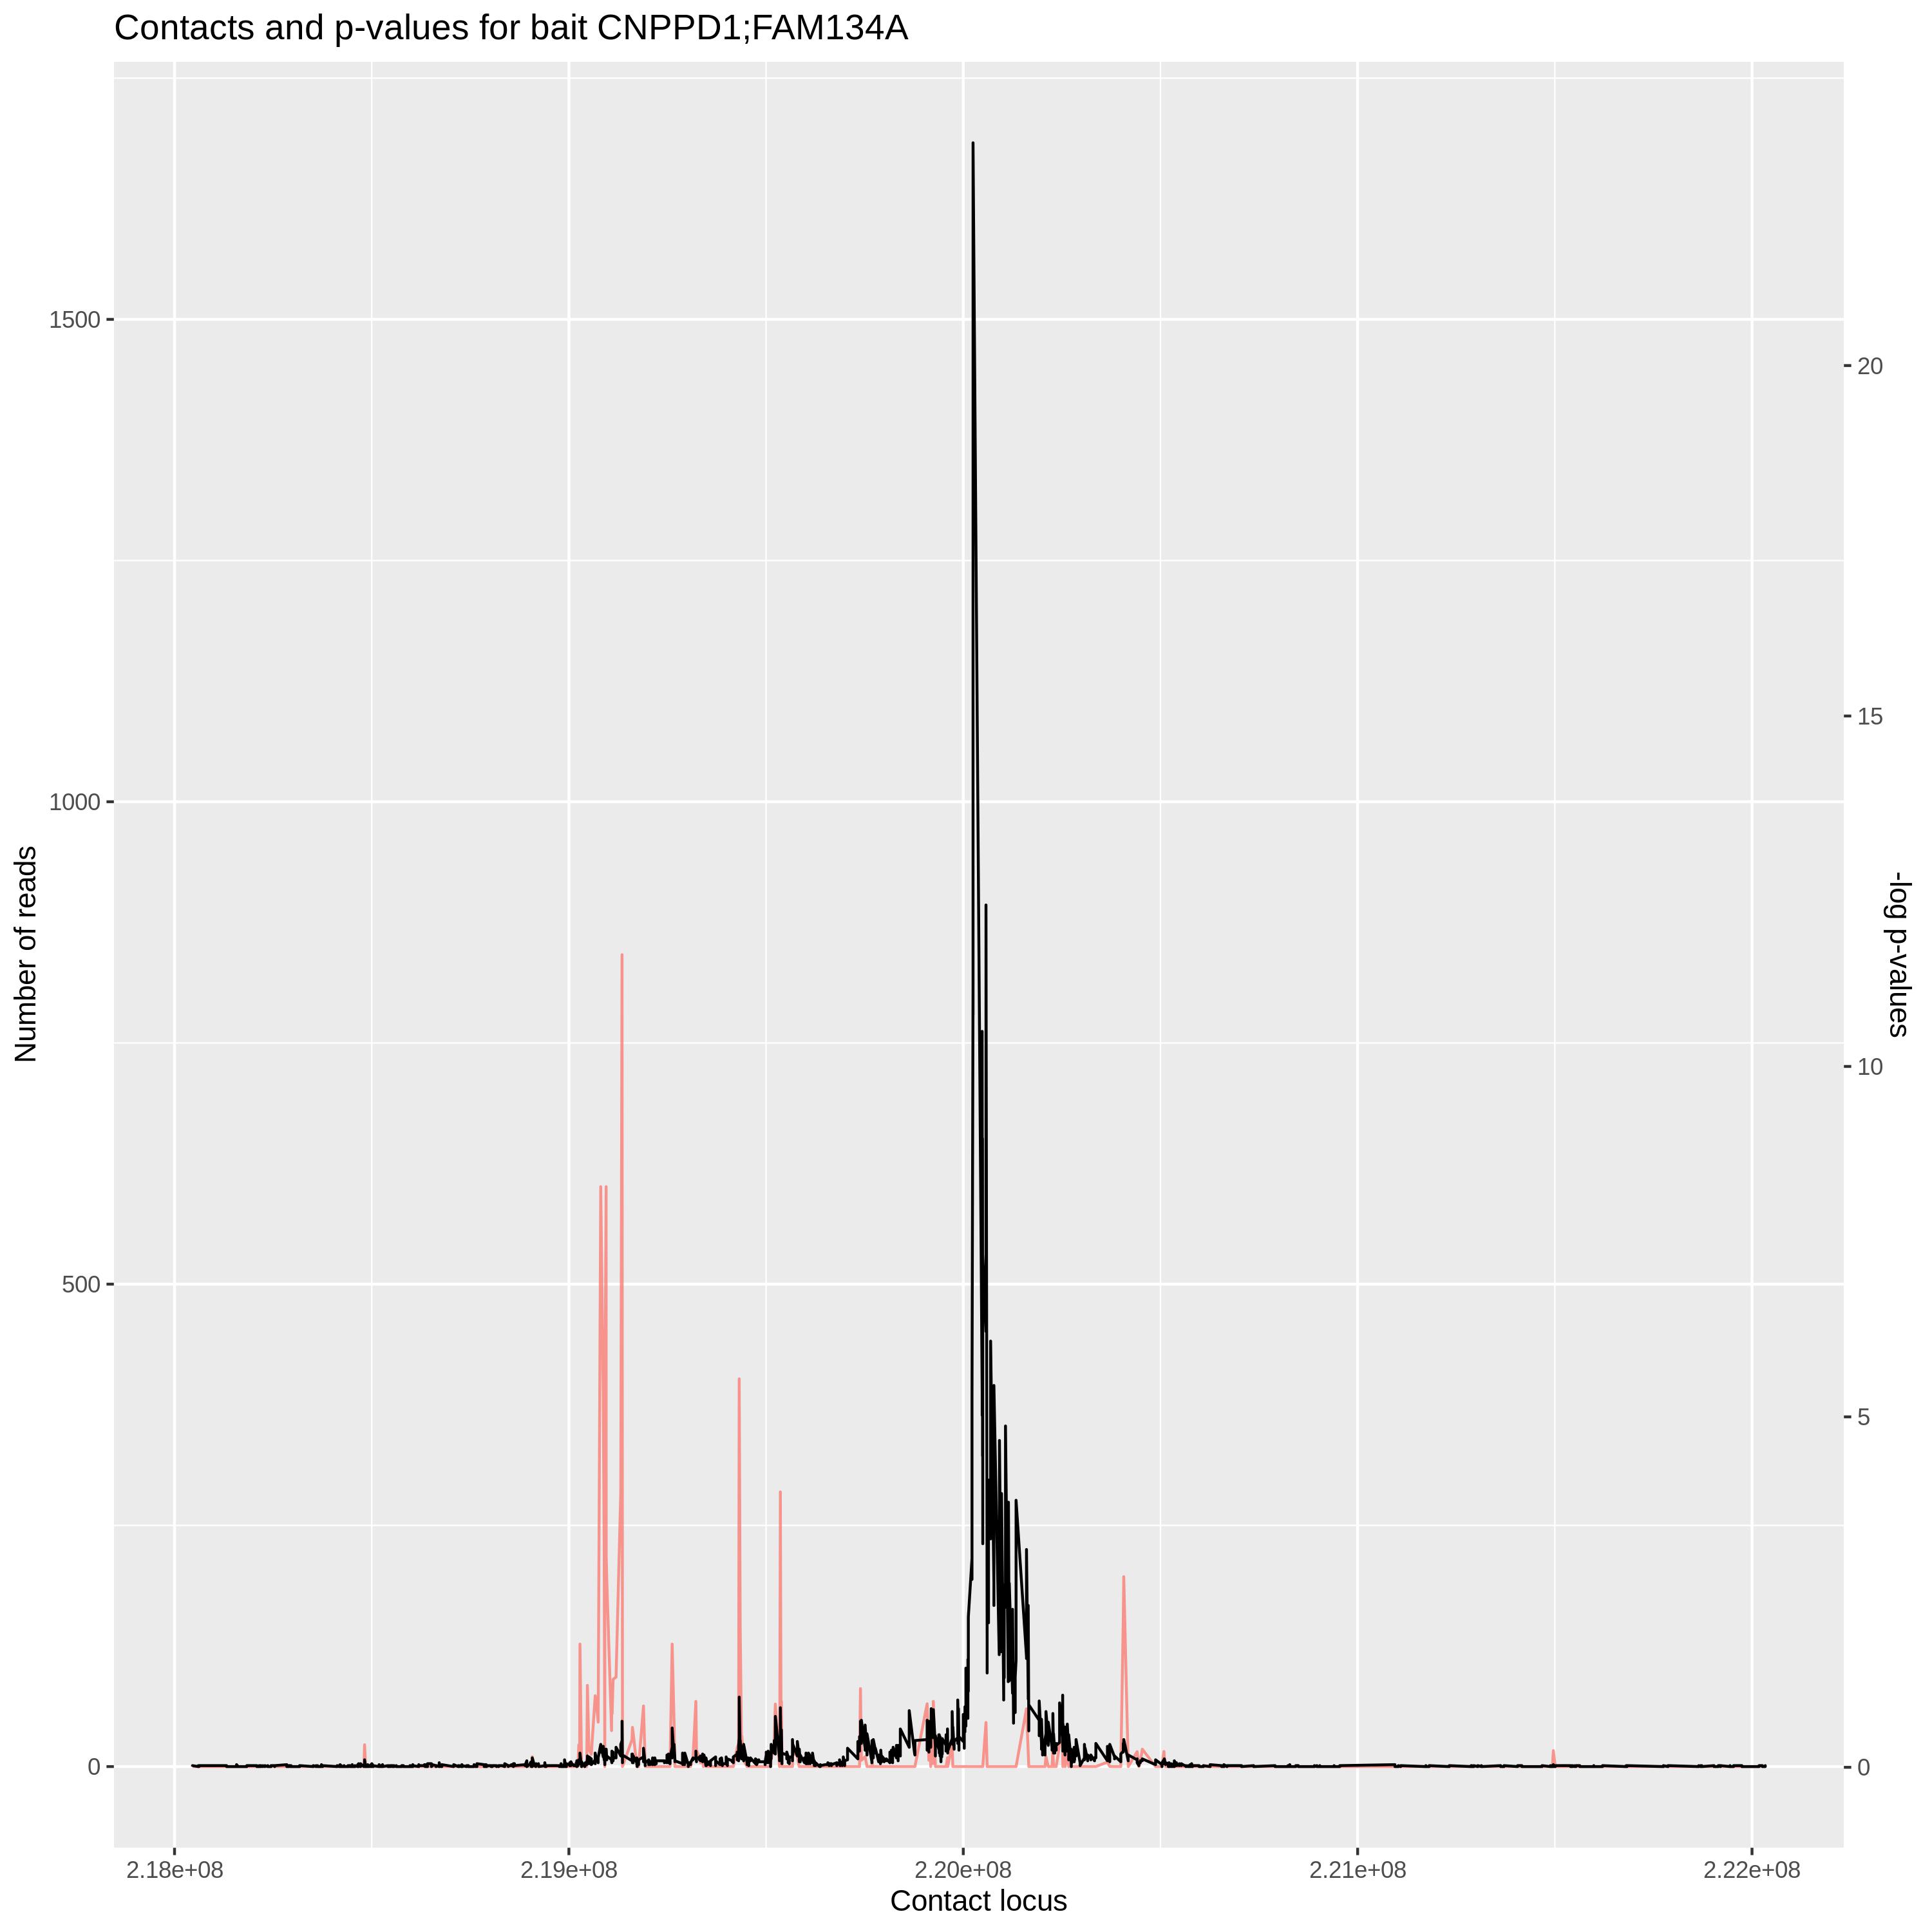 Contacts and p-values for bait CNPPD1;FAM134A
1500
1000
500
0
Number of reads
20
15
10
5
0
-log p-values
2.18e+08
2.19e+08
2.20e+08
2.21e+08
2.22e+08
Contact locus